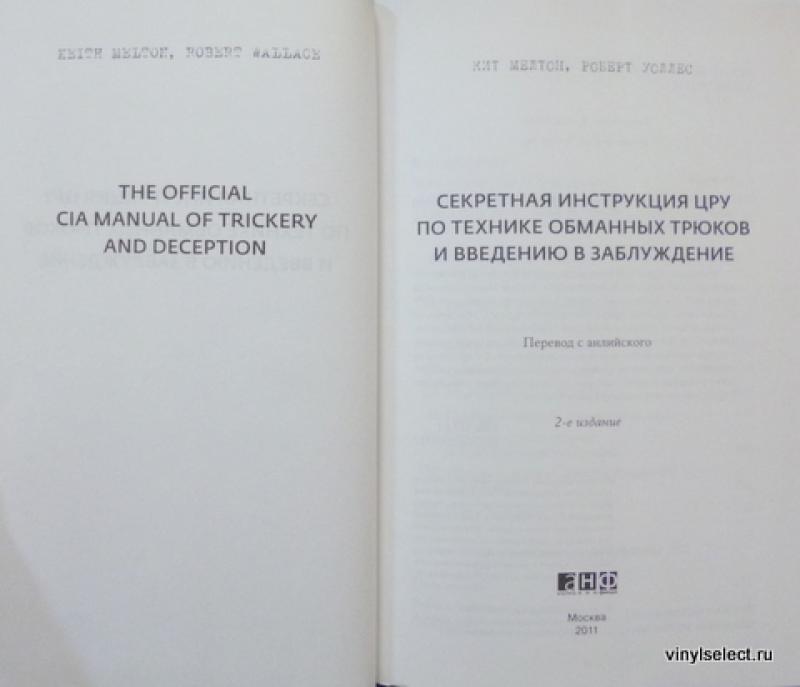 KEITH MELTON, ROBERT WALLACE
THE OFFICIAL
CIA MANUAL OF TRICKERY
AND DECEPTION
КИТ МЕЛТОН, РОБЕРТ УОЛЛЕС
СЕКРЕТНАЯ ИНСТРУКЦИЯ ЦРУ
ПО ТЕХНИКЕ ОБМАННЫХ ТРЮКОВ
И ВВЕДЕНИЮ В ЗАБЛУЖДЕНИЕ
Перевод с английского
2-е издание
АНФ
Москва
2011
vinylselect.ru